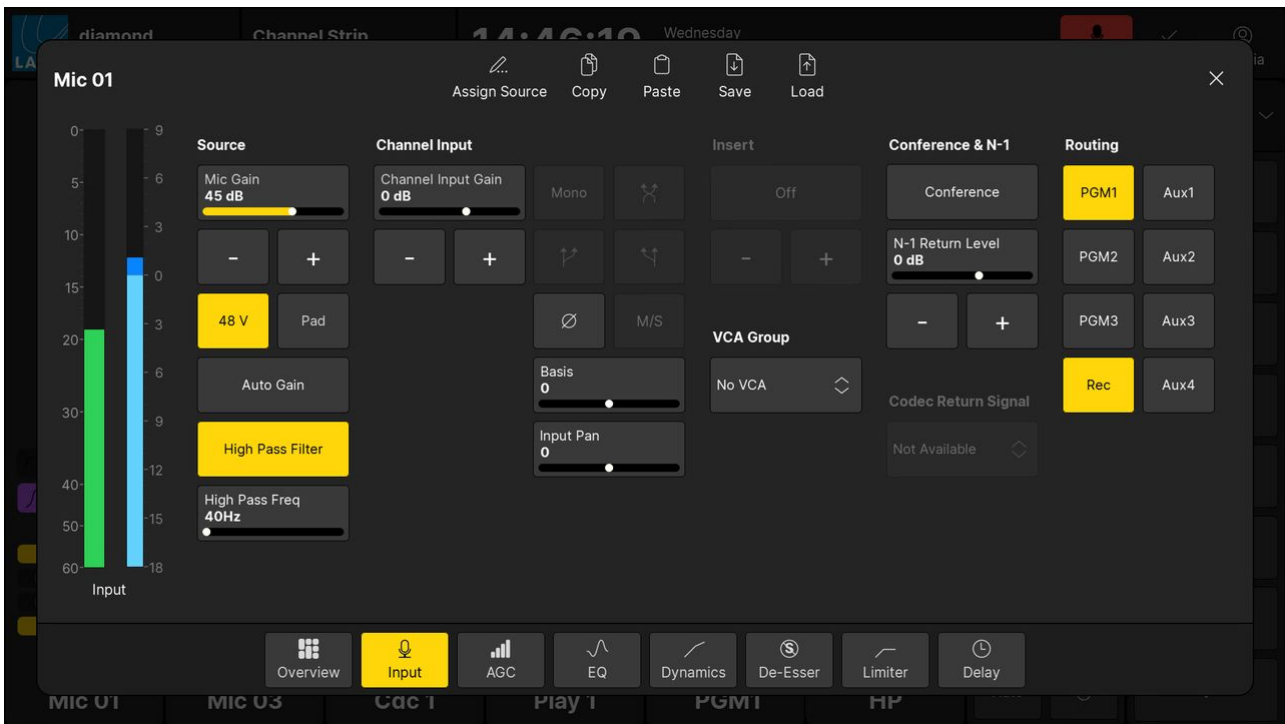 diamond
Channel Strip
14:46:19
Wednesday
Mic 01
Assign Source
Copy
Paste
Save
Load
0
5
10
15
20
30
40
50
60
9
6
3
0
3
6
9
-12
-15
-18
Input
Source
Mic Gain
45 dB
-
+
48 V
Pad
Auto Gain
High Pass Filter
High Pass Freq
40Hz
Channel Input
Channel Input Gain
0 dB
-
+
Mono
Ø
M/S
Basis
0
Input Pan
0
Insert
Off
-
+
VCA Group
No VCA
Conference & N-1
Conference
N-1 Return Level
0 dB
-
+
Codec Return Signal
Not Available
Routing
PGM1
Aux1
PGM2
Aux2
PGM3
Aux3
Rec
Aux4
Overview
Input
AGC
EQ
Dynamics
De-Esser
Limiter
Delay
Mic 01
Mic 03
Cdc 1
Play 1
PGM1
HP